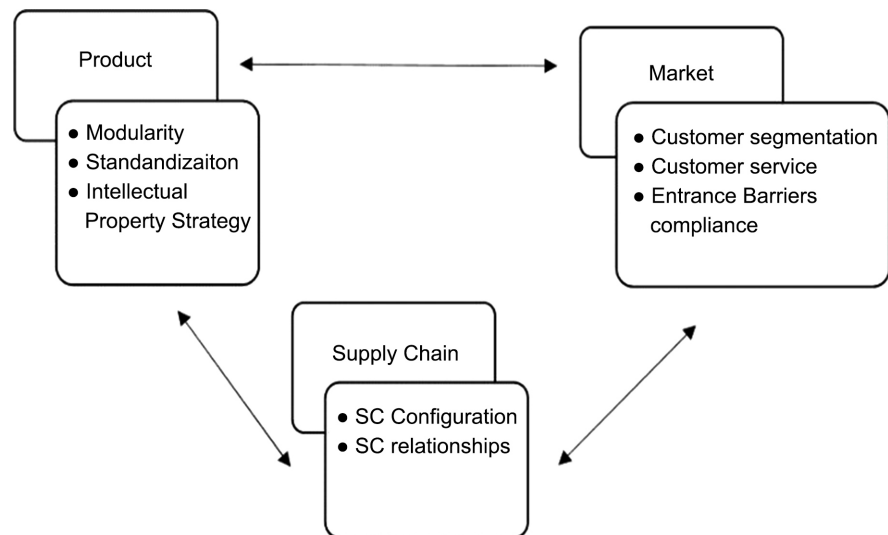 Product
● Modularity
● Standandizaiton
● Intellectual
Property Strategy
Market
● Customer segmentation
● Customer service
● Entrance Barriers
compliance
Supply Chain
● SC Configuration
● SC relationships